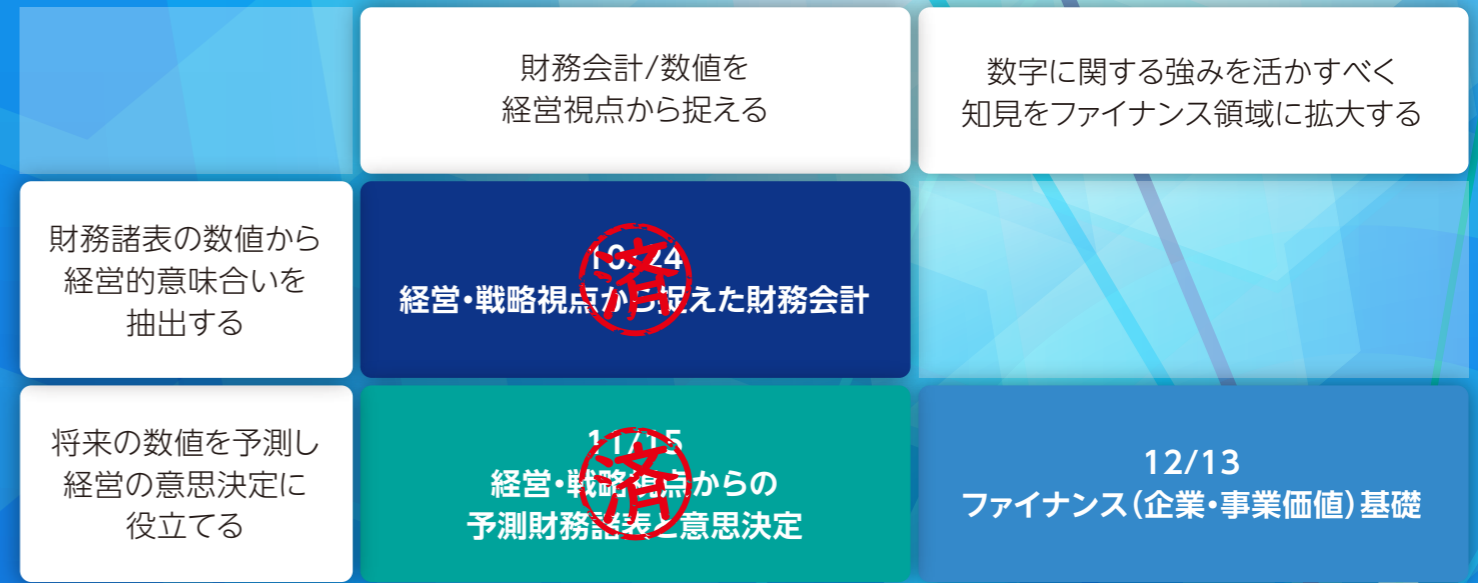 財務会計/数値を
経営視点から捉える
数字に関する強みを活かすべく
知見をファイナンス領域に拡大する
財務諸表の数値から
経営的意味合いを
抽出する
10/24
経営・戦略視点から捉えた財務会計
済
将来の数値を予測し
経営の意思決定に
役立てる
11/15
経営・戦略視点からの
予測財務諸表と意思決定
済
12/13
ファイナンス(企業・事業価値)基礎